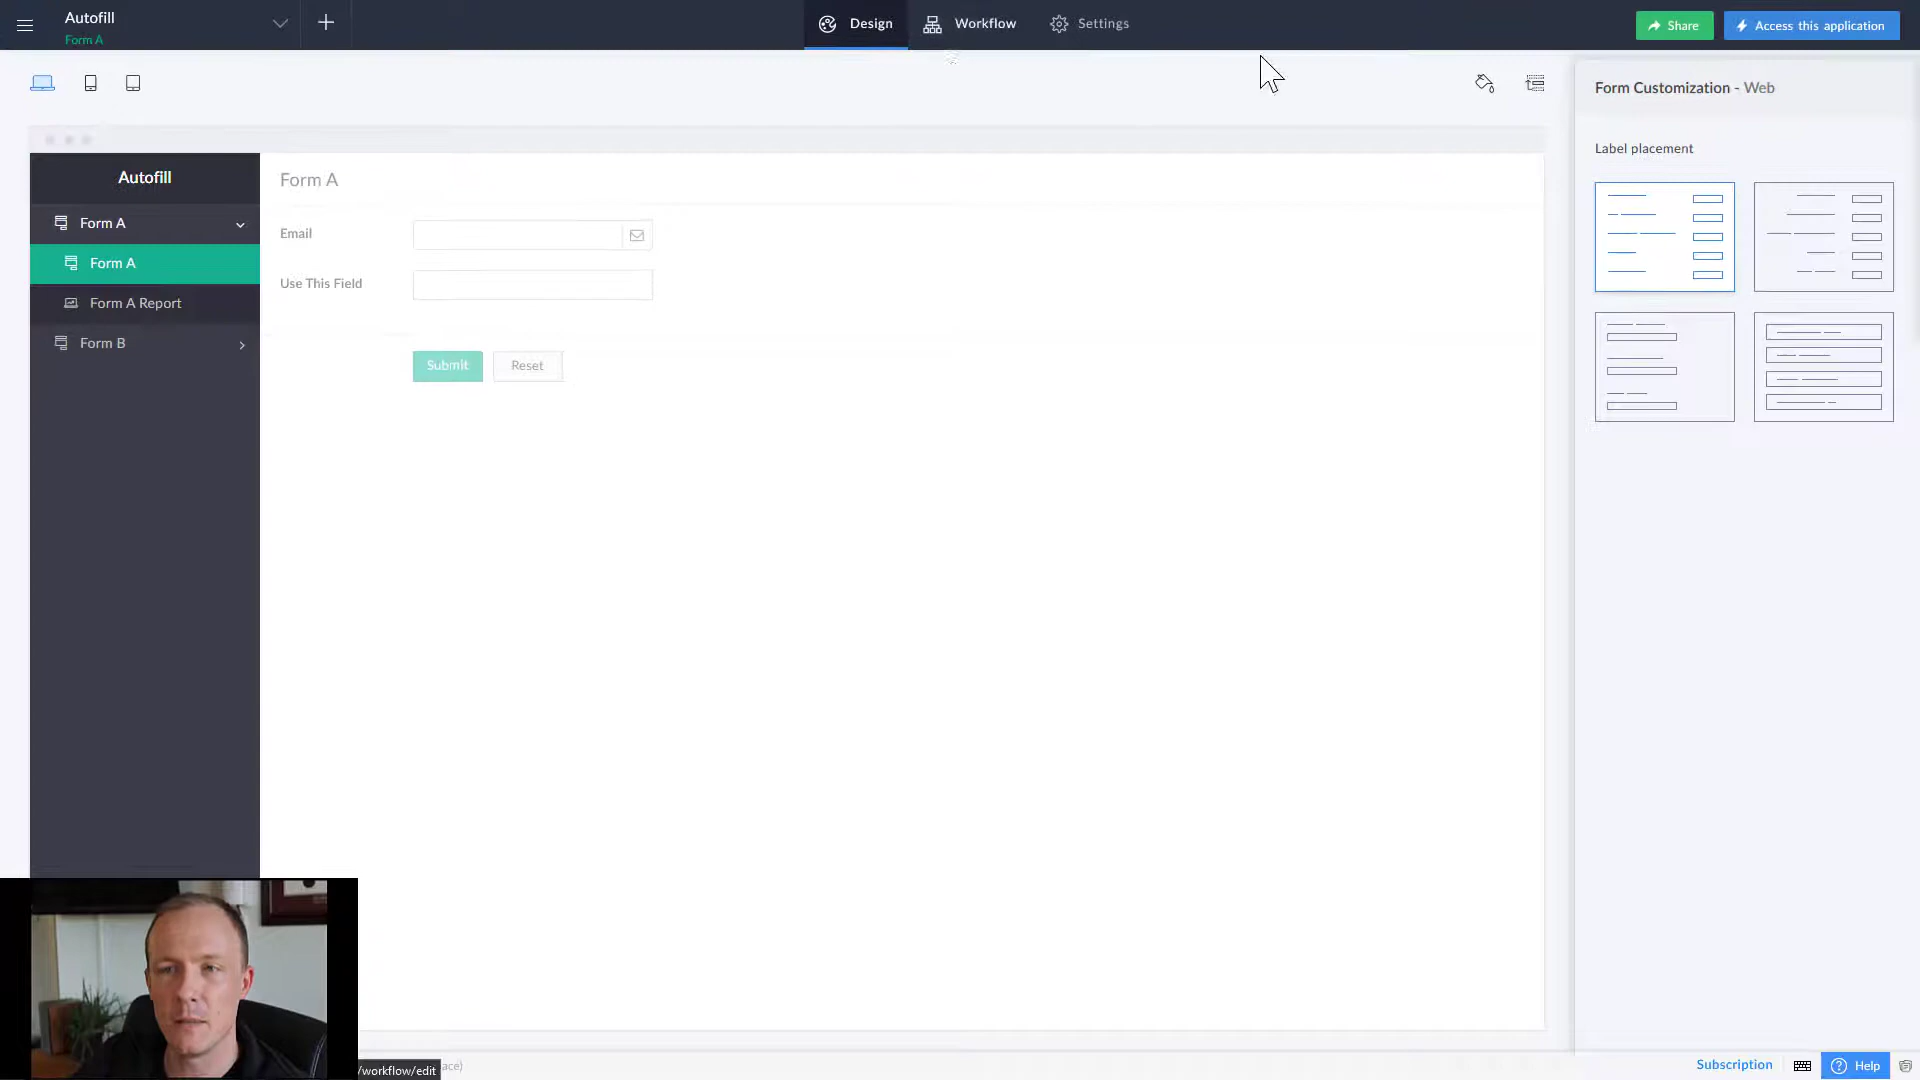 Autofill
Form A
Design
Workflow
Settings
Share
Access this application
Form Customization - Web
Label placement
Autofill
Form A
Form A
Form A Report
Form B
Form A
Email
Use This Field
Submit
Reset
/workflow/edit
ace)
Subscription
Help